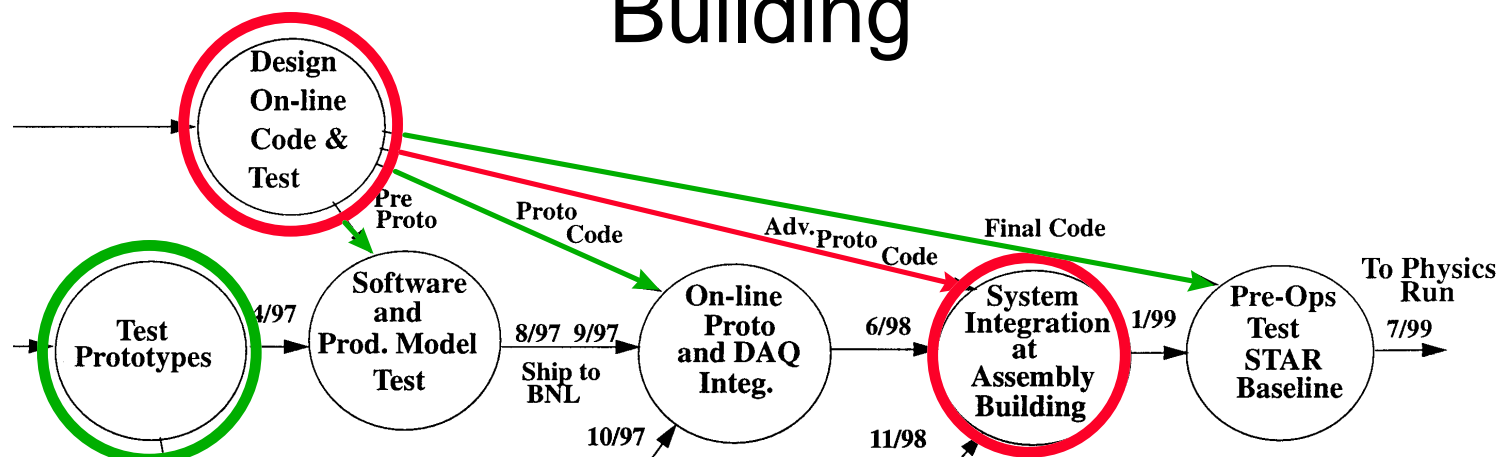 Building
Design
On-line
Code &
Test
Pre
Proto
Proto
Code
Adv. Proto
Code
Final Code
To Physics
Run
Test
Prototypes
4/97
Software
and
Prod. Model
Test
8/97 9/97
Ship to
BNL
On-line
Proto
and DAQ
Integ.
10/97
6/98
System
Integration
at
Assembly
Building
11/98
1/99
Pre-Ops
Test
STAR
Baseline
7/99